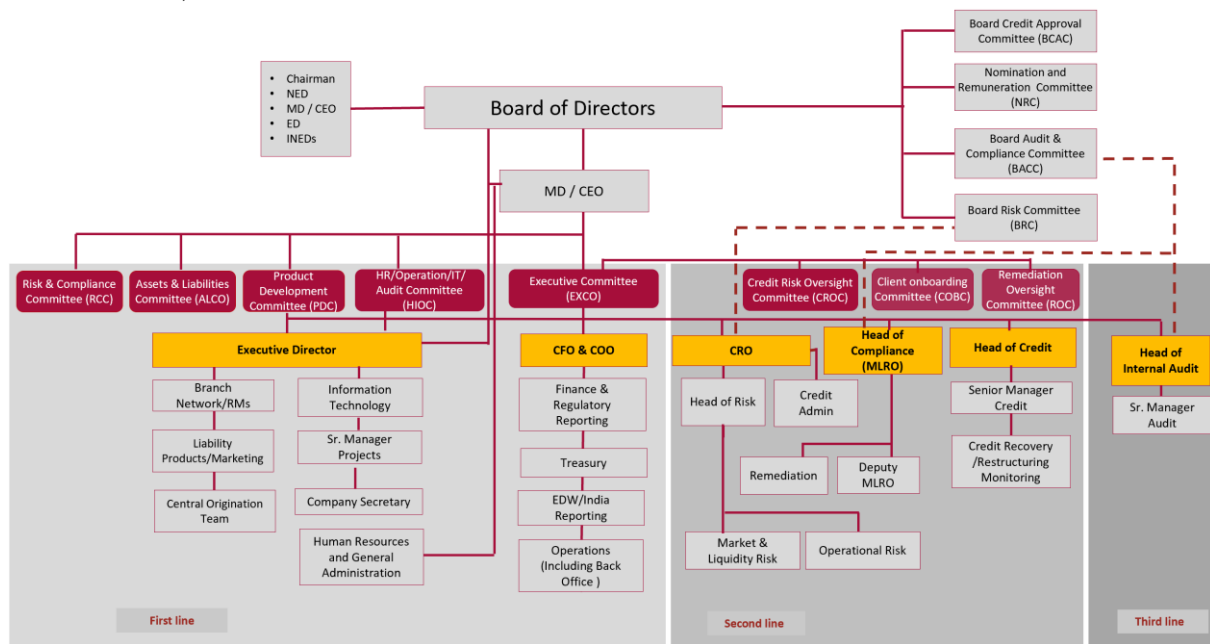 Board Credit Approval
Committee (BCAC)
• Chairman
• NED
• MD / CEO
• ED
• INEDs
Board of Directors
Nomination and
Remuneration Committee
(NRC)
Board Audit &
Compliance Committee
(BACC)
MD / CEO
Board Risk Committee
(BRC)
Risk & Compliance
Committee (RCC)
Assets & Liabilities
Committee (ALCO)
Product
Development
Committee (PDC)
HR/Operation/IT/
Audit Committee
(HIOC)
Executive Committee
(EXCO)
Credit Risk Oversight
Committee (CROC)
Client onboarding
Committee (COBC)
Remediation
Oversight
Committee (ROC)
Executive Director
CFO & COO
CRO
Head of
Compliance
(MLRO)
Head of Credit
Head of
Internal Audit
Branch
Network/RMs
Information
Technology
Finance &
Regulatory
Reporting
Head of Risk
Credit
Admin
Senior Manager
Credit
Sr. Manager
Audit
Liability
Products/Marketing
Sr. Manager
Projects
Treasury
Remediation
Deputy
MLRO
Credit Recovery
/Restructuring
Monitoring
Central Origination
Team
Company Secretary
EDW/India
Reporting
Human Resources
and General
Administration
Operations
(Including Back
Office )
Market &
Liquidity Risk
Operational Risk
First line
Second line
Third line